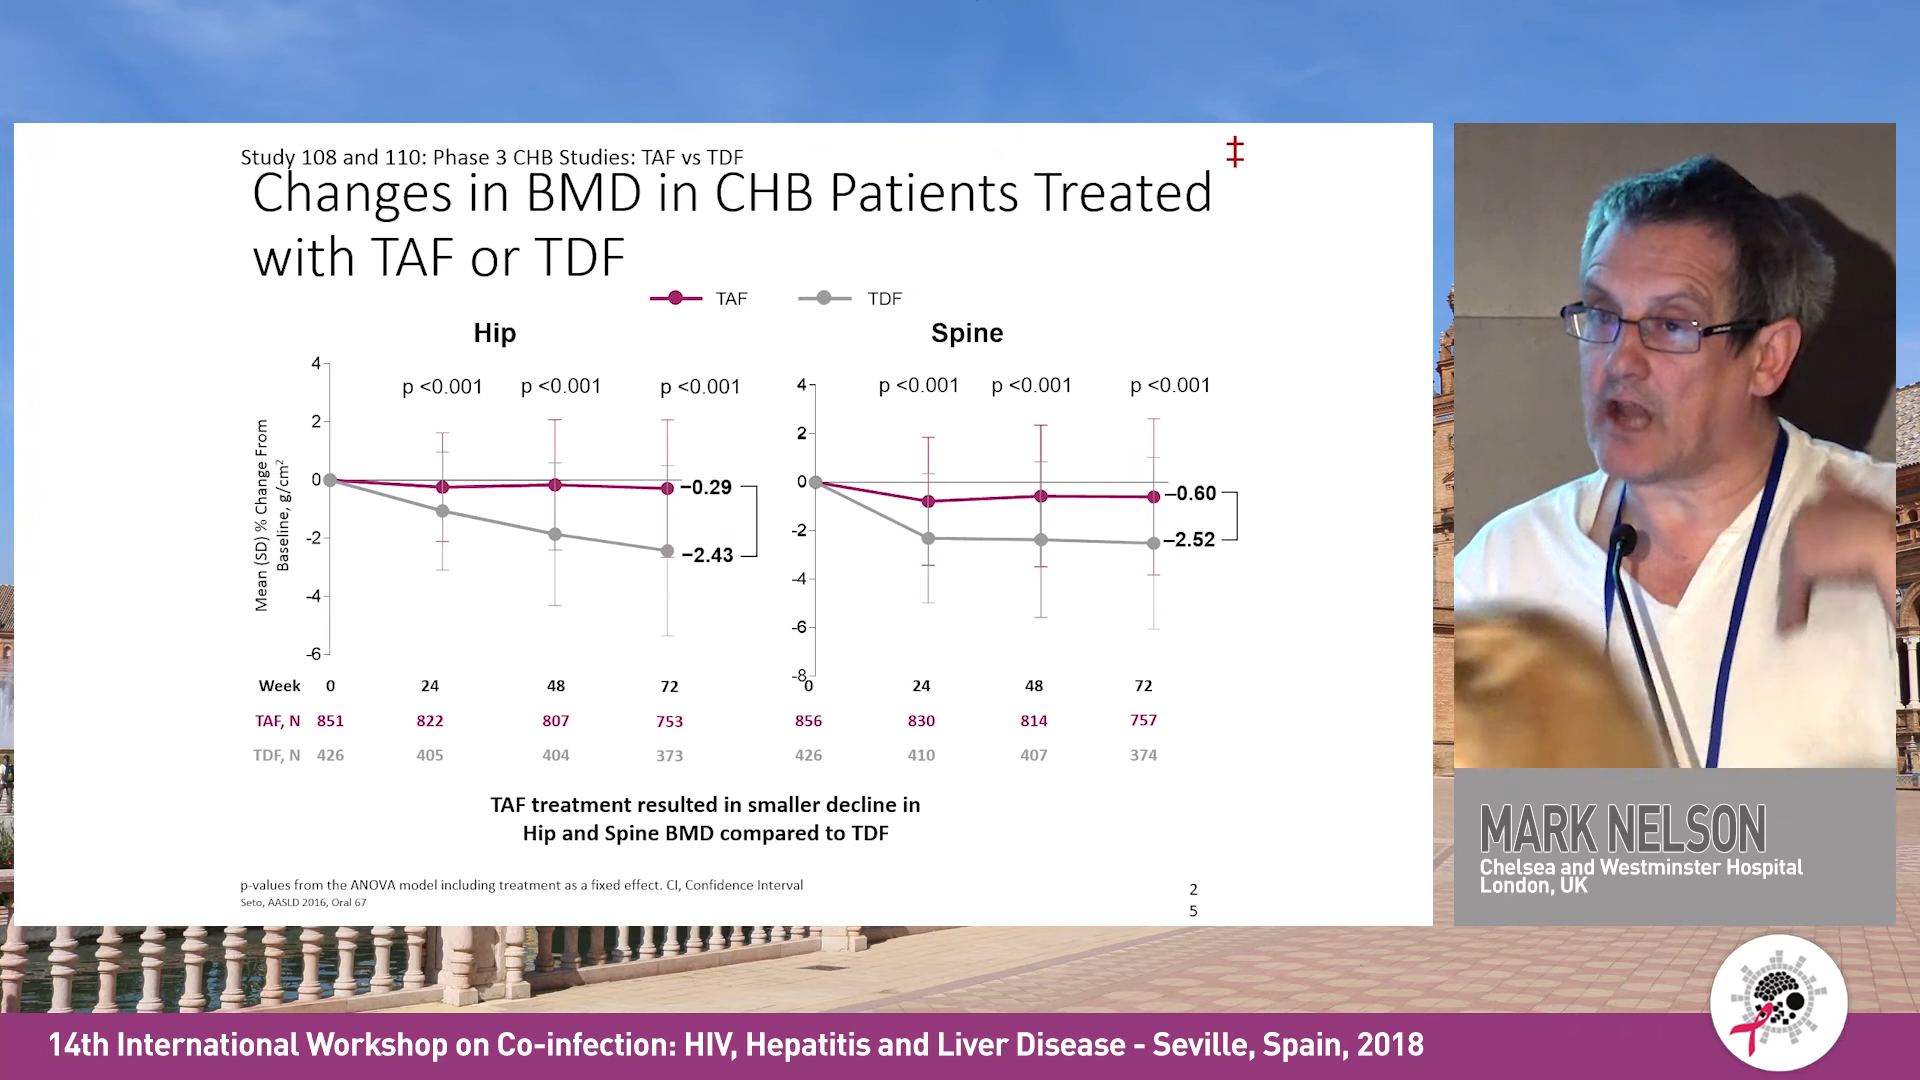 Study 108 and 110: Phase 3 CHB Studies: TAF vs TDF
‡
Changes in BMD in CHB Patients Treated
with TAF or TDF
TAF TDF
Hip
Mean (SD) % Change From
Baseline, g/cm²
4
2
0
-2
-4
-6
p <0.001 p <0.001 p <0.001
−0.29
−2.43
Spine
4
2
0
-2
-4
-6
-8
p <0.001 p <0.001 p <0.001
−0.60
−2.52
Week 0 24 48 72 0 24 48 72
TAF, N 851 822 807 753 856 830 814 757
TDF, N 426 405 404 373 426 410 407 374
TAF treatment resulted in smaller decline in
Hip and Spine BMD compared to TDF
p-values from the ANOVA model including treatment as a fixed effect. CI, Confidence Interval
Seto, AASLD 2016, Oral 67
2
5
MARK NELSON
Chelsea and Westminster Hospital
London, UK
14th International Workshop on Co-infection: HIV, Hepatitis and Liver Disease - Seville, Spain, 2018